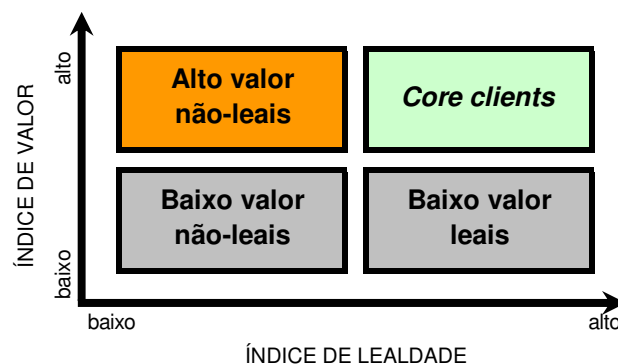 ÍNDICE DE VALOR
alto
baixo
Alto valor
não-leais
Core clients
Baixo valor
não-leais
Baixo valor
leais
baixo
alto
ÍNDICE DE LEALDADE